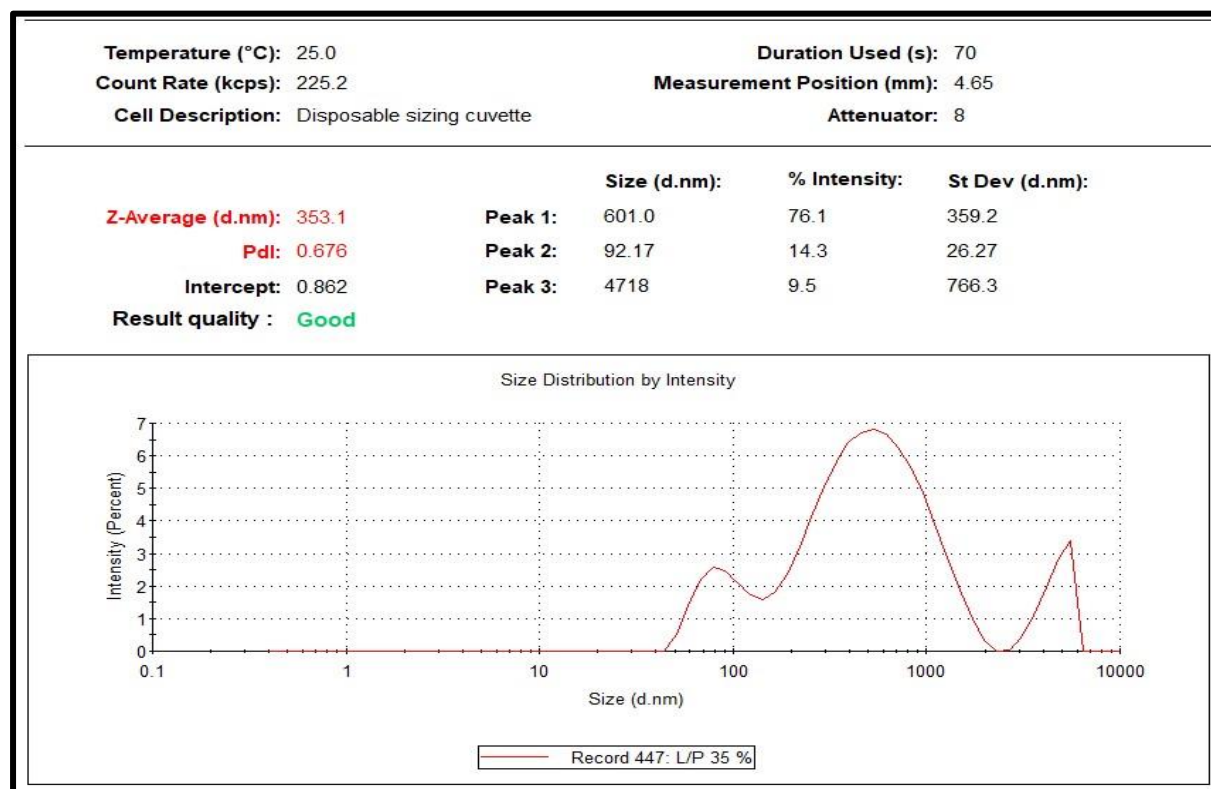 Temperature (°C): 25.0 Duration Used (s): 70
Count Rate (kcps): 225.2 Measurement Position (mm): 4.65
Cell Description: Disposable sizing cuvette Attenuator: 8
Size (d.nm): % Intensity: St Dev (d.nm):
Z-Average (d.nm): 353.1 Peak 1: 601.0 76.1 359.2
PdI: 0.676 Peak 2: 92.17 14.3 26.27
Intercept: 0.862 Peak 3: 4718 9.5 766.3
Result quality : Good
Size Distribution by Intensity
Intensity (Percent)
7
6
5
4
3
2
1
0
0.1 1 10 100 1000 10000
Size (d.nm)
Record 447: L/P 35 %